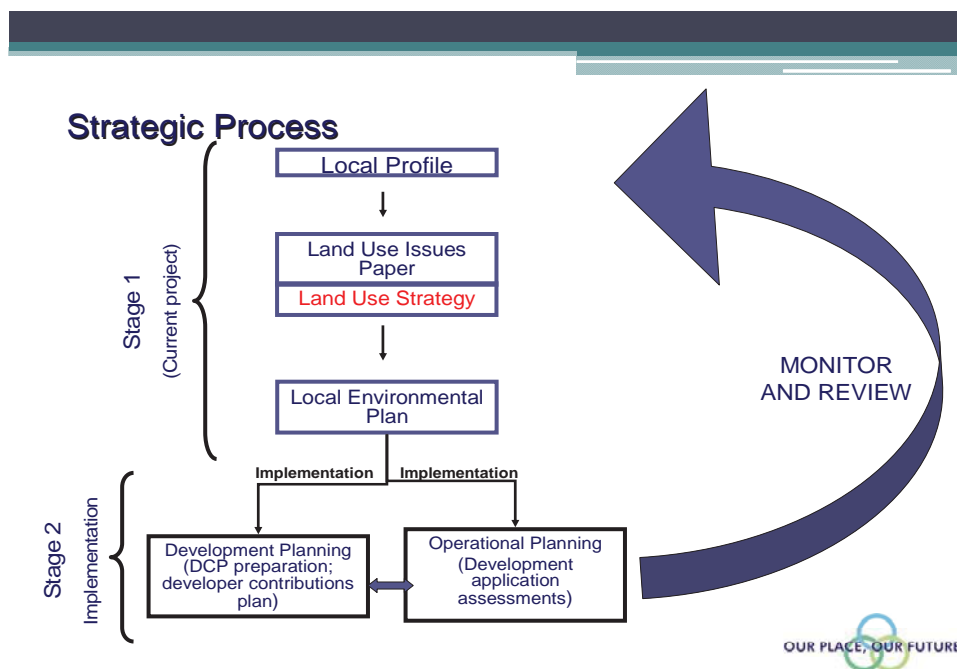 Strategic Process
Stage 1
(Current project)
Local Profile
Land Use Issues
Paper
Land Use Strategy
Local Environmental
Plan
MONITOR
AND REVIEW
Stage 2
Implementation
Implementation
Implementation
Development Planning
(DCP preparation;
developer contributions
plan)
Operational Planning
(Development
application
assessments)
OUR PLACE, OUR FUTURE